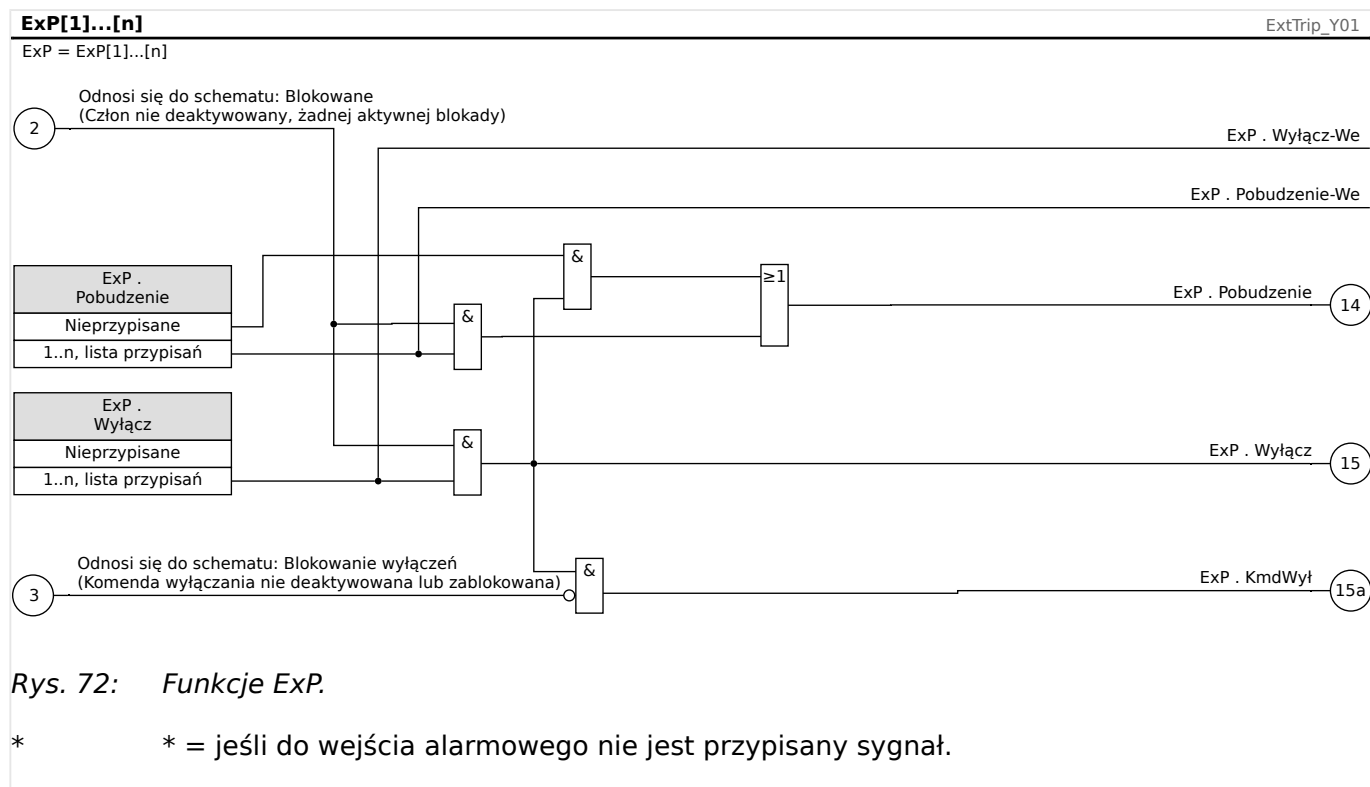 ExP[1]...[n]
ExtTrip_Y01
ExP = ExP[1]...[n]
Odnosi się do schematu: Blokowane
(Człon nie deaktywowany, żadnej aktywnej blokady)
2
ExP . Wyłącz-We
ExP . Pobudzenie-We
&
≥1
ExP .
Pobudzenie
Nieprzypisane
1..n, lista przypisań
&
ExP . Pobudzenie
14
ExP .
Wyłącz
Nieprzypisane
1..n, lista przypisań
&
ExP . Wyłącz
15
Odnosi się do schematu: Blokowanie wyłączeń
(Komenda wyłączania nie deaktywowana lub zablokowana)
3
&
ExP . KmdWył
15a
Rys. 72: Funkcje ExP.
* * = jeśli do wejścia alarmowego nie jest przypisany sygnał.